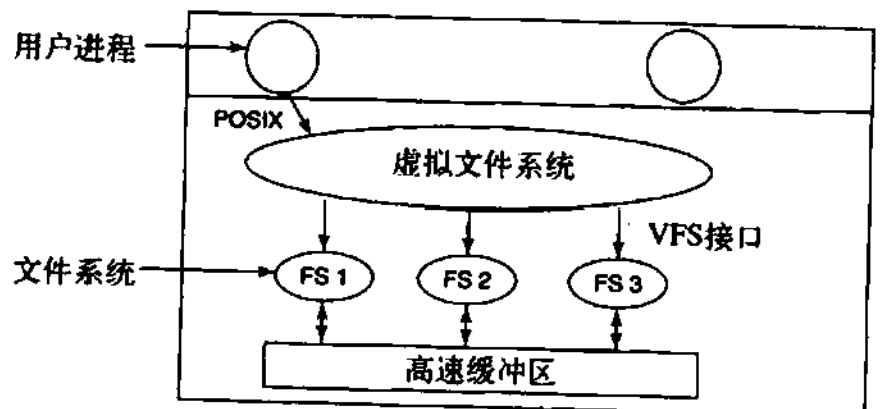 用户进程
POSIX
虚拟文件系统
VFS接口
文件系统
FS 1
FS 2
FS 3
高速缓冲区